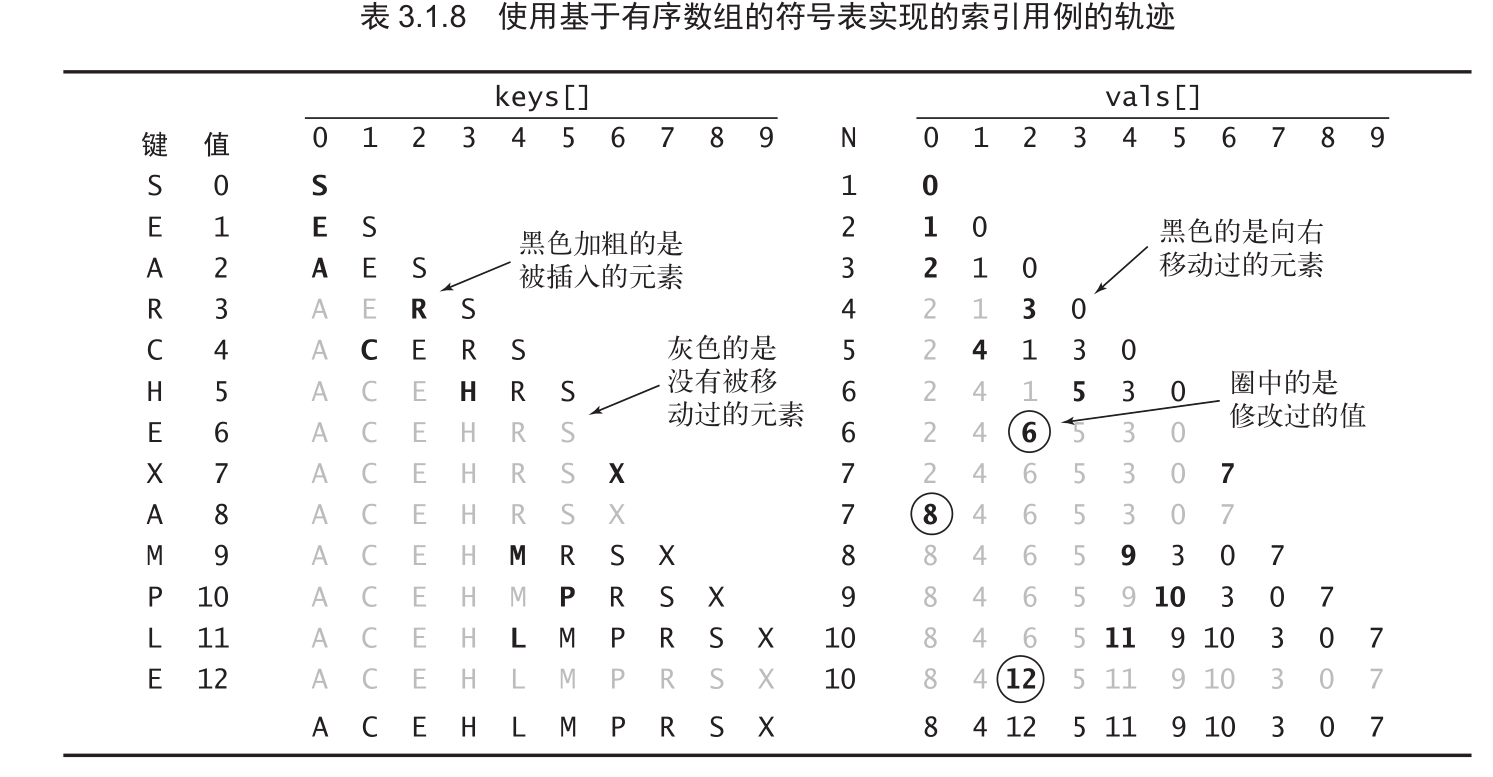 表 3.1.8 使用基于有序数组的符号表实现的索引用例的轨迹
keys[] vals[]
键 值 0 1 2 3 4 5 6 7 8 9 N 0 1 2 3 4 5 6 7 8 9
S 0 S 1 0
E 1 E S 2 1 0
黑色加粗的是
被插入的元素
黑色的是向右
移动过的元素
A 2 A E S 3 2 1 0
R 3 A E R S 4 2 1 3 0
C 4 A C E R S 5 2 4 1 3 0
灰色的是
没有被移
动过的元素
H 5 A C E H R S 6 2 4 1 5 3 0
圈中的是
修改过的值
E 6 A C E H R S 6 2 4 6 5 3 0
X 7 A C E H R S X 7 2 4 6 5 3 0 7
A 8 A C E H R S X 7 8 4 6 5 3 0 7
M 9 A C E H M R S X 8 8 4 6 5 9 3 0 7
P 10 A C E H M P R S X 9 8 4 6 5 9 10 3 0 7
L 11 A C E H L M P R S X 10 8 4 6 5 11 9 10 3 0 7
E 12 A C E H L M P R S X 10 8 4 12 5 11 9 10 3 0 7
A C E H L M P R S X 8 4 12 5 11 9 10 3 0 7